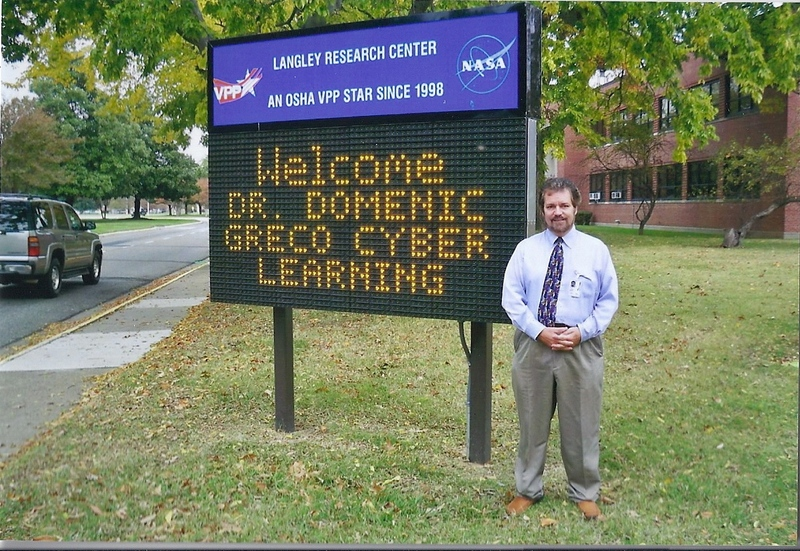 LANGLEY RESEARCH CENTER
VPP
NASA
AN OSHA VPP STAR SINCE 1998
Welcome
DR. DOMENIC
GRECO CYBER
LEARNING